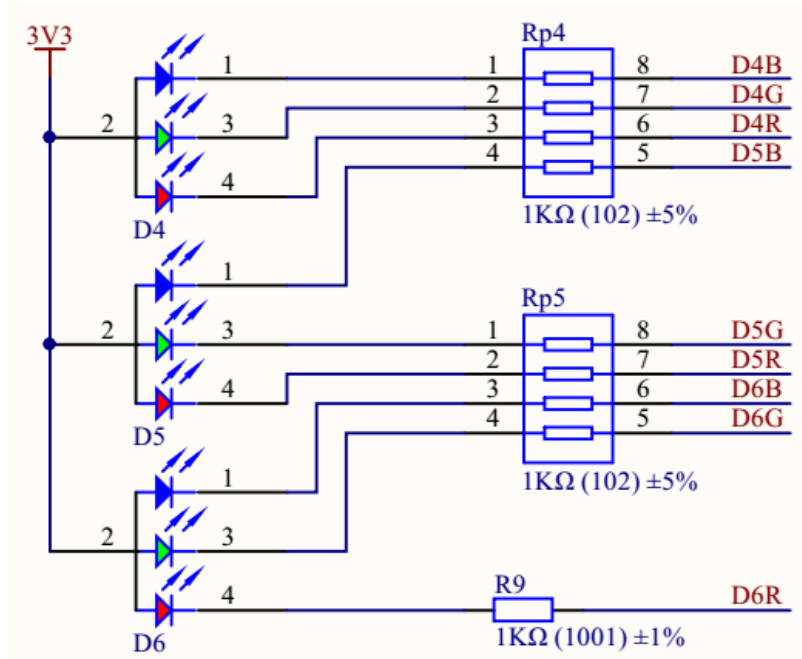 3V3
Rp4
1 1 8 D4B
2 7 D4G
2 3 3 6 D4R
4 5 D5B
4
D4
1KΩ (102) ±5%
1
Rp5
2 3 1 8 D5G
2 7 D5R
4 3 6 D6B
4 5 D6G
D5
1 1KΩ (102) ±5%
2 3
R9
4 D6R
D6 1KΩ (1001) ±1%